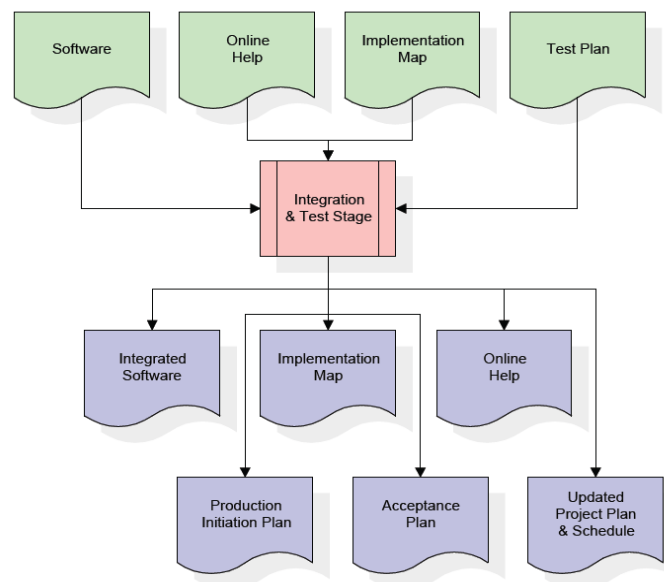 Software
Online
Help
Implementation
Map
Test Plan
Integration
& Test Stage
Integrated
Software
Implementation
Map
Online
Help
Production
Initiation Plan
Acceptance
Plan
Updated
Project Plan
& Schedule